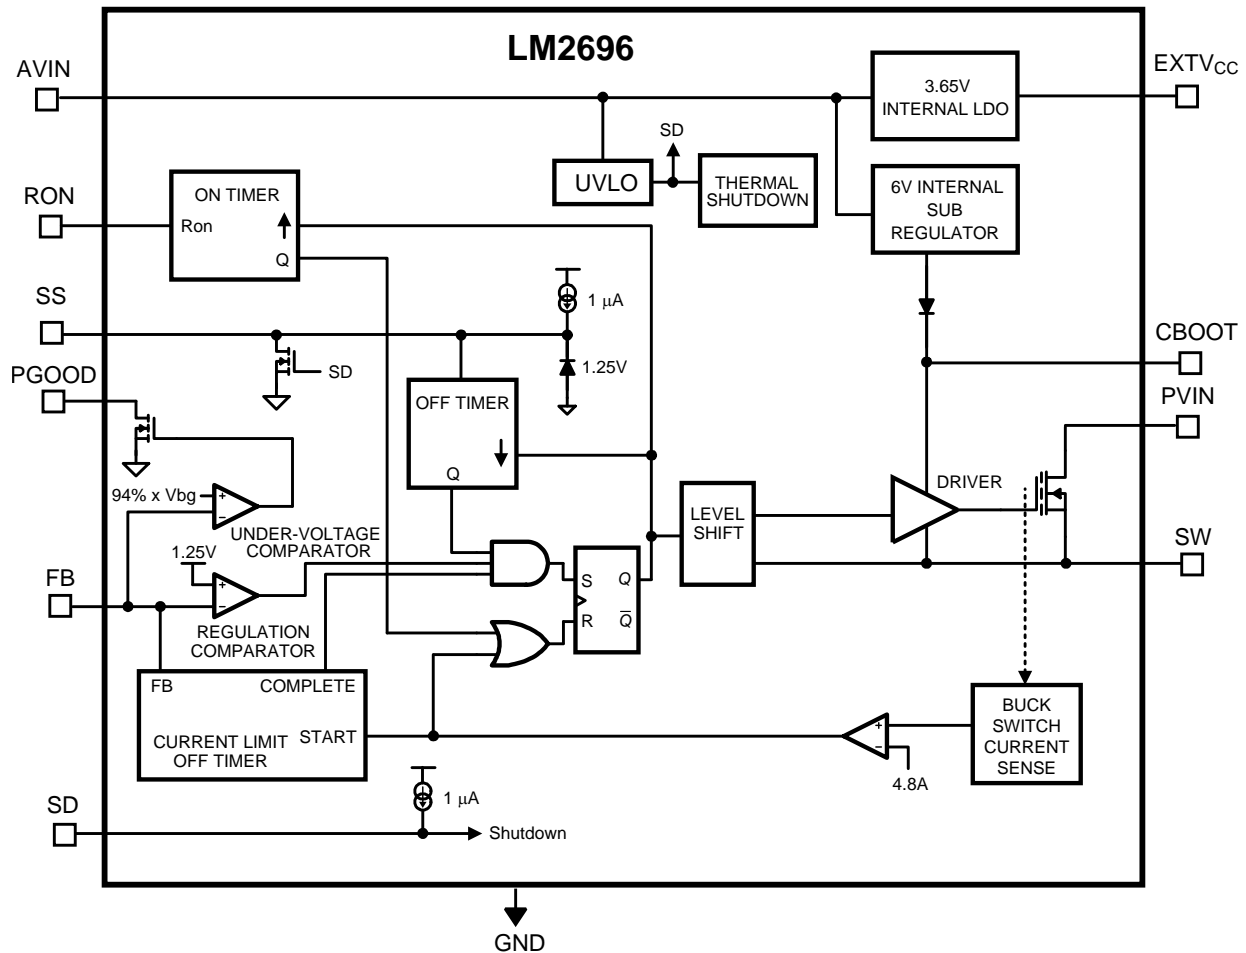 LM2696
AVIN
EXTVCC
3.65V
INTERNAL LDO
SD
UVLO
THERMAL
SHUTDOWN
6V INTERNAL
SUB
REGULATOR
RON
ON TIMER
Ron
Q
SS
1 μA
1.25V
SD
CBOOT
PGOOD
PVIN
OFF TIMER
Q
94% x Vbg
+
−
UNDER-VOLTAGE
COMPARATOR
DRIVER
LEVEL
SHIFT
SW
1.25V
+
−
FB
REGULATION
COMPARATOR
S
Q
R
Q̅
FB
COMPLETE
START
CURRENT LIMIT
OFF TIMER
+
−
4.8A
BUCK
SWITCH
CURRENT
SENSE
1 μA
SD
Shutdown
GND